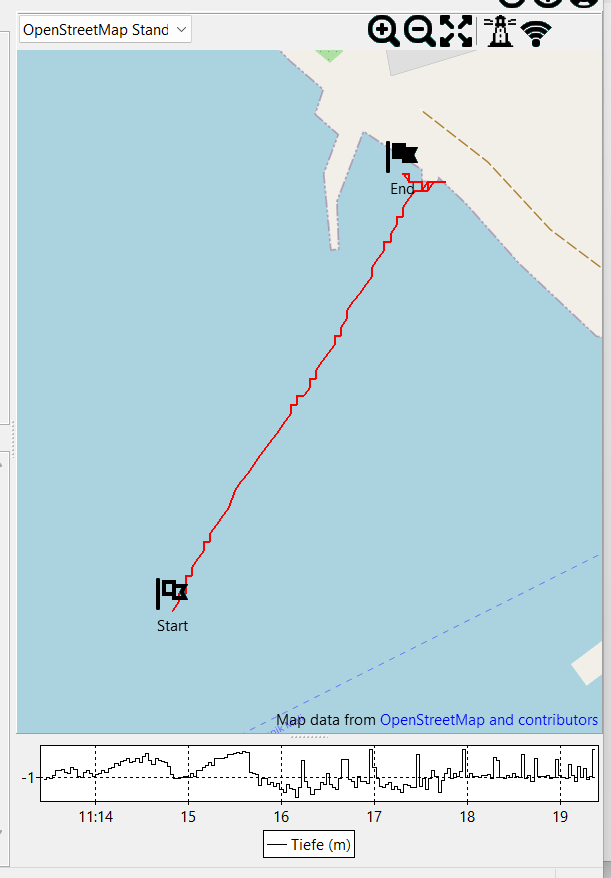 OpenStreetMap Stand
End
Start
Map data from OpenStreetMap and contributors
-1
11:14 15 16 17 18 19
Tiefe (m)